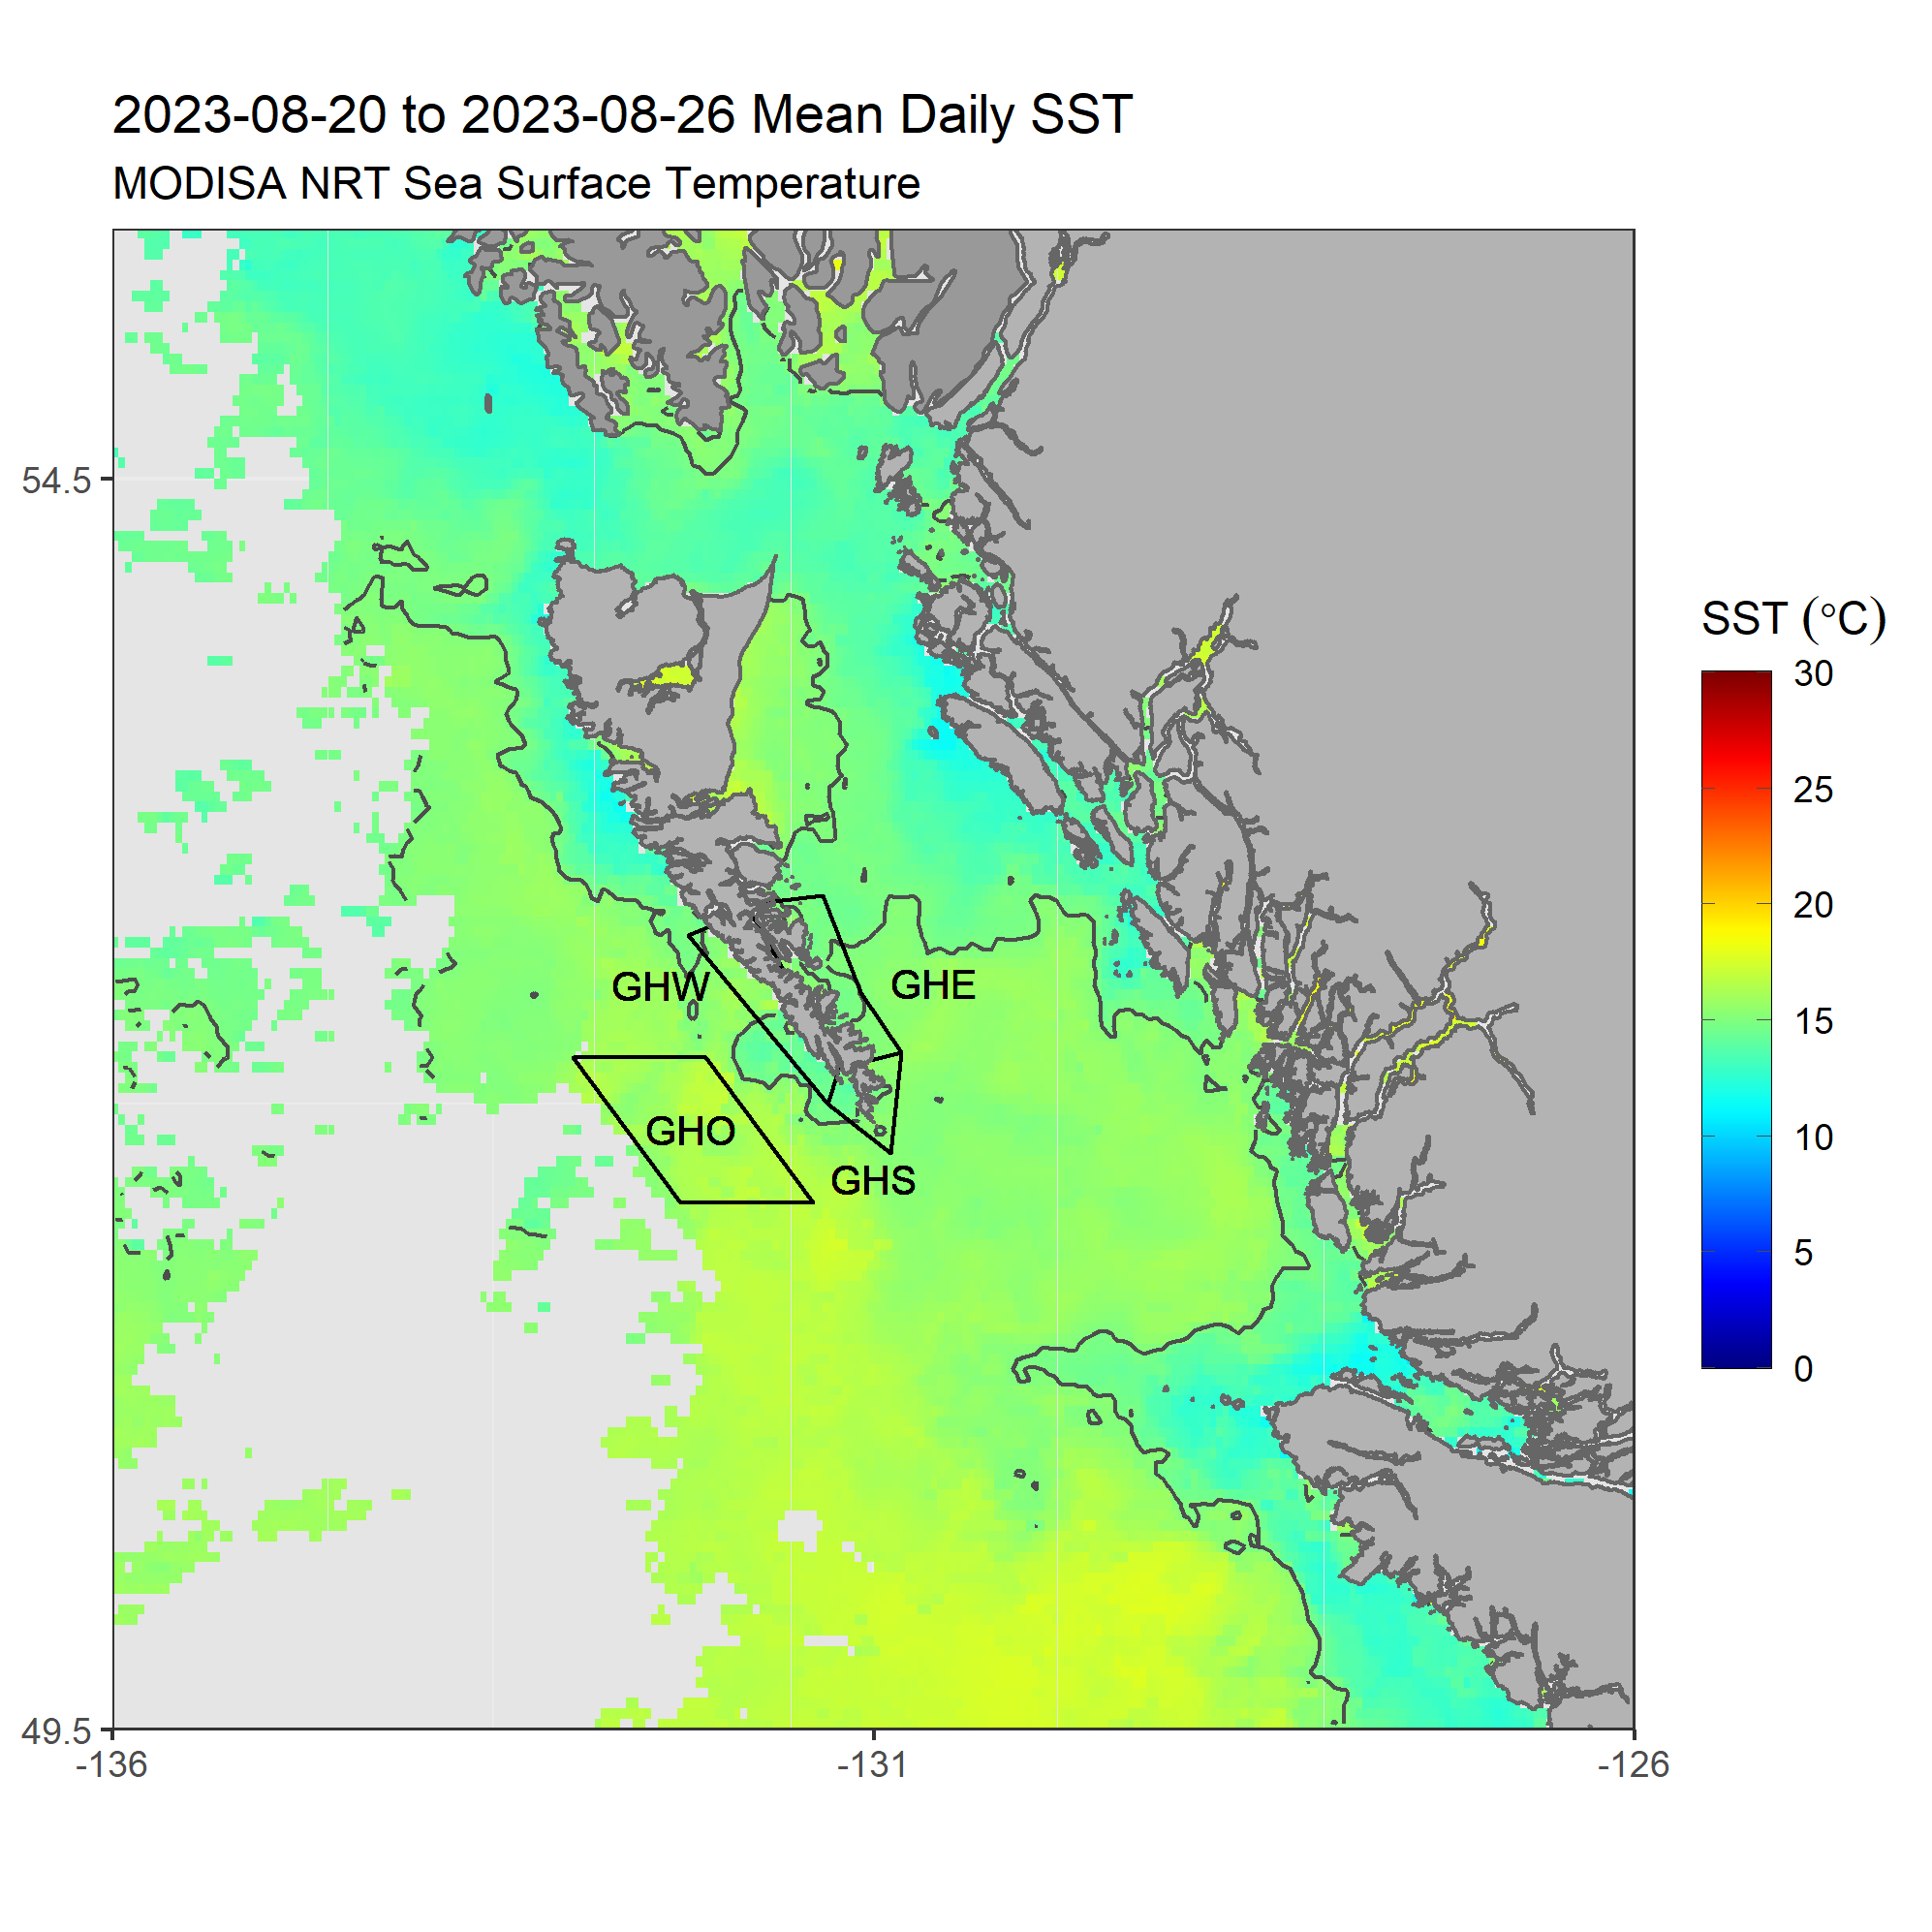 2023-08-20 to 2023-08-26 Mean Daily SST
MODISA NRT Sea Surface Temperature
54.5
49.5
-136
-131
-126
GHW
GHE
GHO
GHS
SST (°C)
30
25
20
15
10
5
0